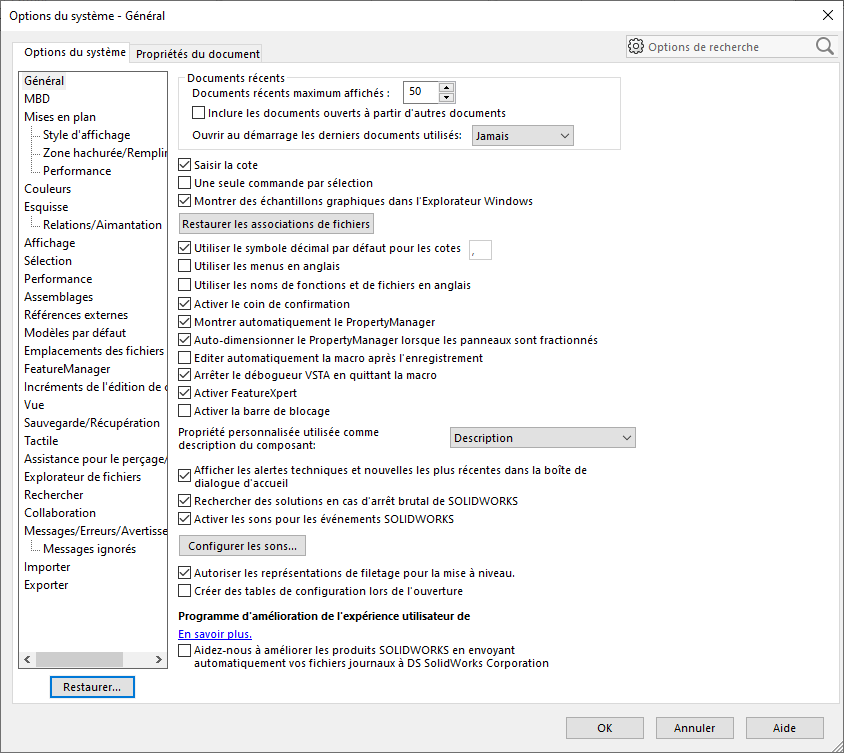 Options du système - Général
Options du système
Propriétés du document
Options de recherche
Général
MBD
Mises en plan
Style d'affichage
Zone hachurée/Remplir
Performance
Couleurs
Esquisse
Relations/Aimantation
Affichage
Sélection
Performance
Assemblages
Références externes
Modèles par défaut
Emplacements des fichiers
FeatureManager
Incréments de l'édition de c
Vue
Sauvegarde/Récupération
Tactile
Assistance pour le perçage/
Explorateur de fichiers
Rechercher
Collaboration
Messages/Erreurs/Avertisse
Messages ignorés
Importer
Exporter
Restaurer...
Documents récents
Documents récents maximum affichés : 50
Inclure les documents ouverts à partir d'autres documents
Ouvrir au démarrage les derniers documents utilisés: Jamais
Saisir la cote
Une seule commande par sélection
Montrer des échantillons graphiques dans l'Explorateur Windows
Restaurer les associations de fichiers
Utiliser le symbole décimal par défaut pour les cotes ,
Utiliser les menus en anglais
Utiliser les noms de fonctions et de fichiers en anglais
Activer le coin de confirmation
Montrer automatiquement le PropertyManager
Auto-dimensionner le PropertyManager lorsque les panneaux sont fractionnés
Editer automatiquement la macro après l'enregistrement
Arrêter le débogueur VSTA en quittant la macro
Activer FeatureXpert
Activer la barre de blocage
Propriété personnalisée utilisée comme
description du composant:
Description
Afficher les alertes techniques et nouvelles les plus récentes dans la boîte de
dialogue d'accueil
Rechercher des solutions en cas d'arrêt brutal de SOLIDWORKS
Activer les sons pour les événements SOLIDWORKS
Configurer les sons...
Autoriser les représentations de filetage pour la mise à niveau.
Créer des tables de configuration lors de l'ouverture
Programme d'amélioration de l'expérience utilisateur de
En savoir plus.
Aidez-nous à améliorer les produits SOLIDWORKS en envoyant
automatiquement vos fichiers journaux à DS SolidWorks Corporation
OK
Annuler
Aide